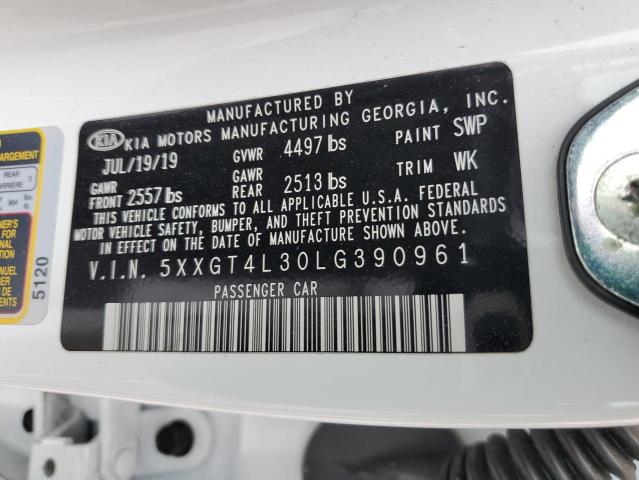 MANUFACTURED BY
KIA KIA MOTORS MANUFACTURING GEORGIA, INC.
JUL/19/19 GVWR 4497 lbs PAINT SWP
GAWR FRONT 2557 lbs GAWR REAR 2513 lbs TRIM WK
THIS VEHICLE CONFORMS TO ALL APPLICABLE U.S.A. FEDERAL
MOTOR VEHICLE SAFETY, BUMPER, AND THEFT PREVENTION STANDARDS
IN EFFECT ON THE DATE OF MANUFACTURE SHOWN ABOVE.
V.I.N. 5XXGT4L30LG390961
PASSENGER CAR
REAR
5120